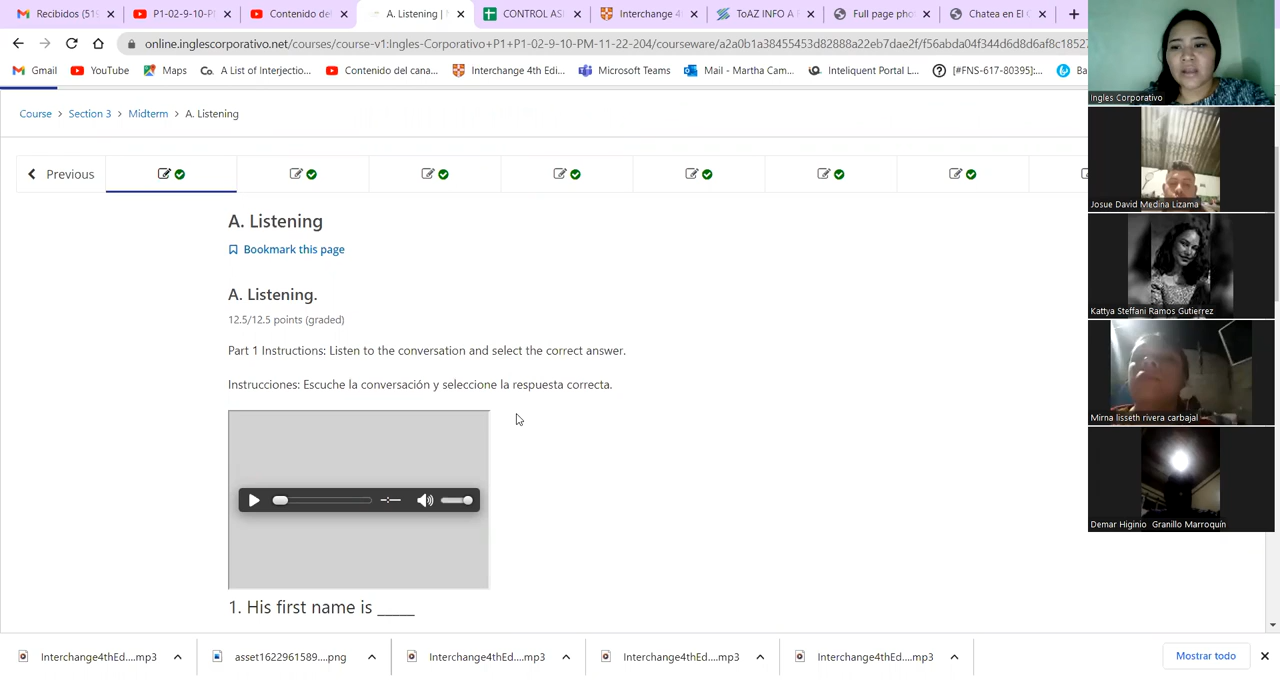 Recibidos (519
P1-02-9-10-P
Contenido de
A. Listening |
CONTROL AS
Interchange 4
ToAZ INFO A
Full page pho
Chatea en El C
online.inglescorporativo.net/courses/course-v1:Ingles-Corporativo+P1+P1-02-9-10-PM-11-22-204/courseware/a2a0b1a38455453d82888a22eb7dae2f/f56abda04f344d6d8d6af8c1852
Gmail
YouTube
Maps
A List of Interjectio...
Contenido del cana...
Interchange 4th Edi...
Microsoft Teams
Mail - Martha Cam...
Inteliquent Portal L...
[#FNS-617-80395]:...
Ba
Course > Section 3 > Midterm > A. Listening
Previous
A. Listening
Bookmark this page
A. Listening.
12.5/12.5 points (graded)
Part 1 Instructions: Listen to the conversation and select the correct answer.
Instrucciones: Escuche la conversación y seleccione la respuesta correcta.
1. His first name is _____
Interchange4thEd....mp3
asset1622961589....png
Interchange4thEd....mp3
Interchange4thEd....mp3
Interchange4thEd....mp3
Mostrar todo
Ingles Corporativo
Josue David Medina Lizama
Kattya Steffani Ramos Gutierrez
Mirna lisseth rivera carbajal
Demar Higinio Granillo Marroquín